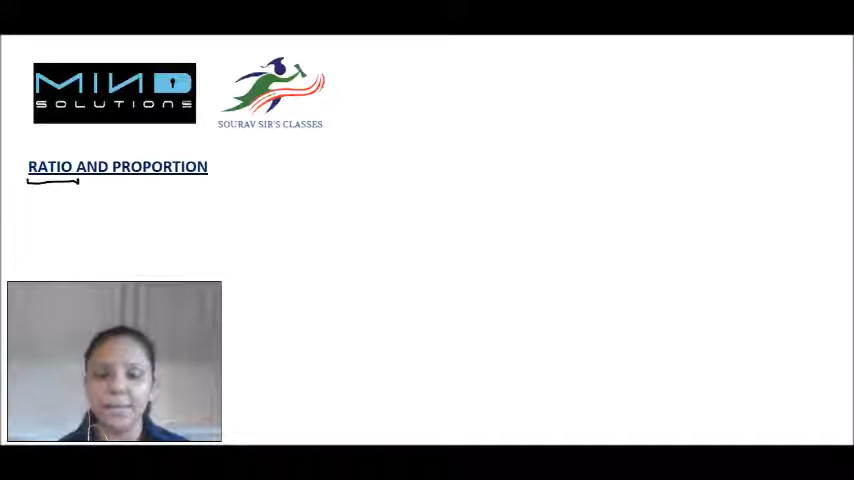 MIND
SOLUTIONS
SOURAV SIR'S CLASSES
RATIO AND PROPORTION